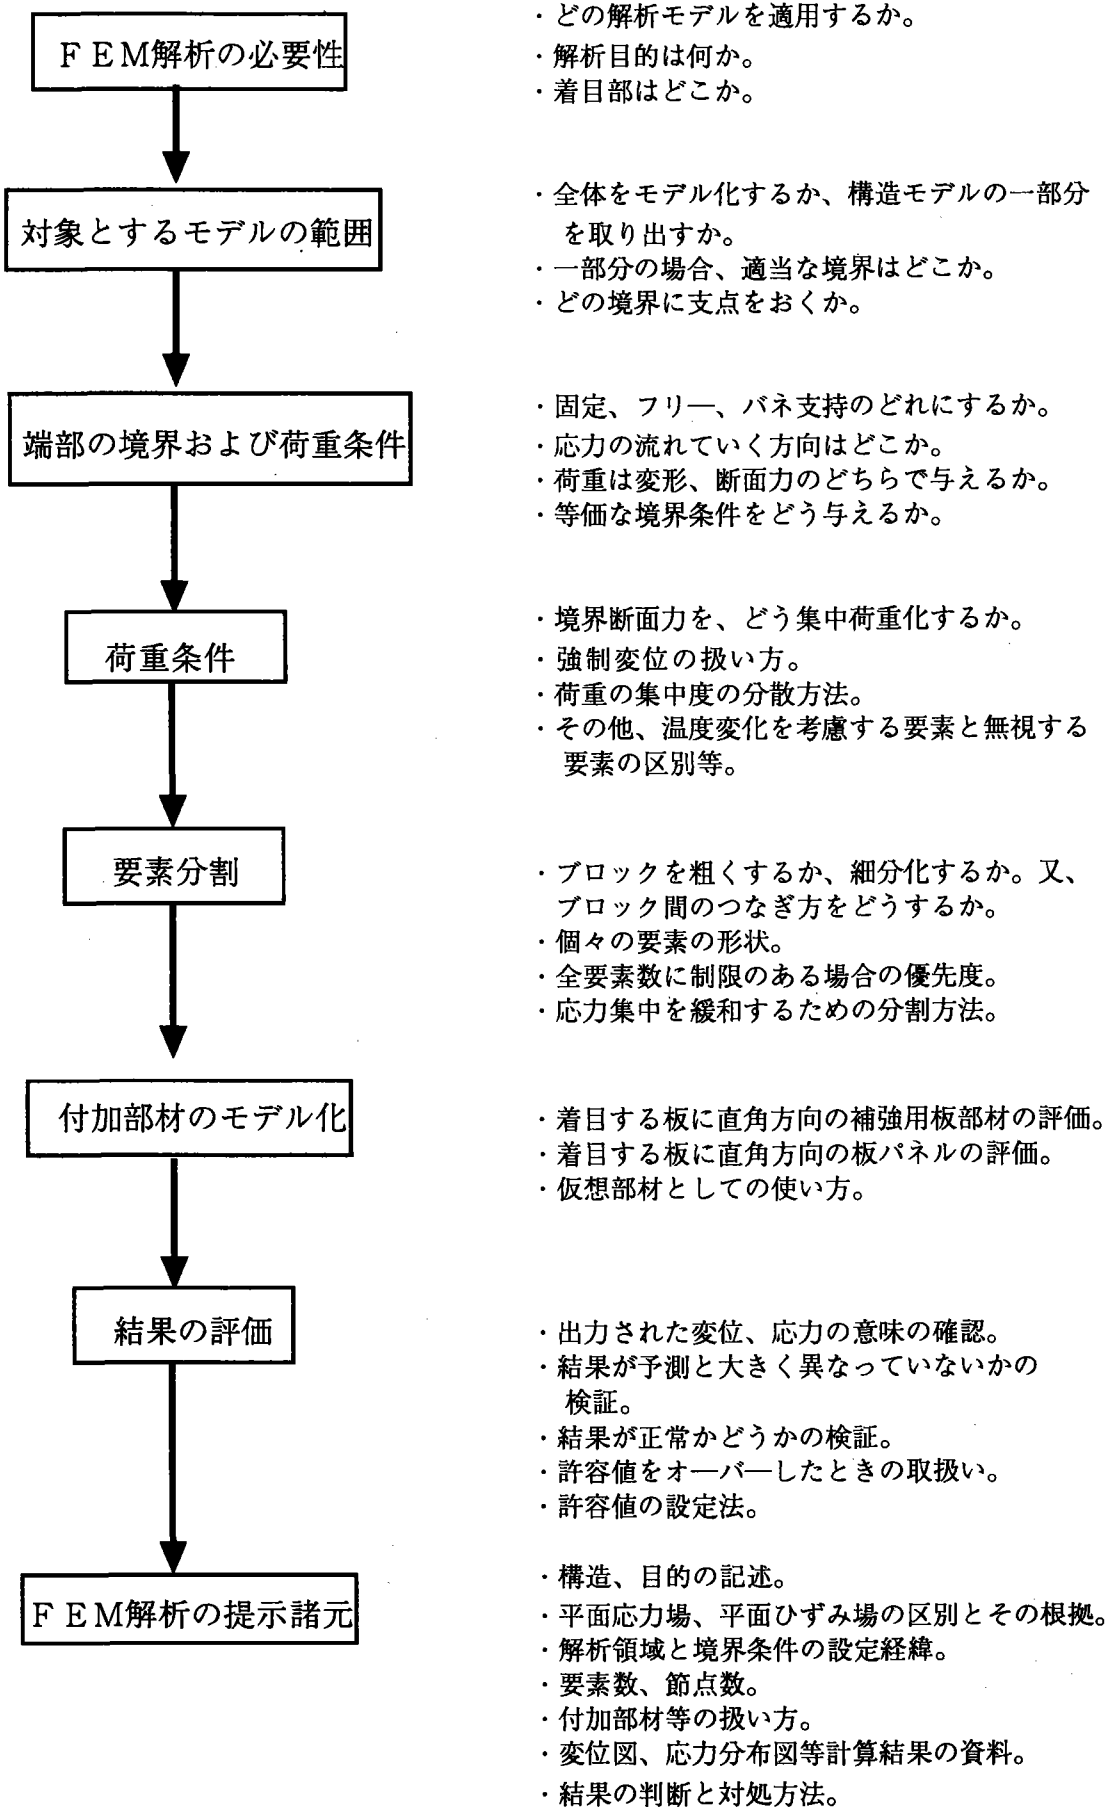 FEM解析の必要性
・どの解析モデルを適用するか。
・解析目的は何か。
・着目部はどこか。
対象とするモデルの範囲
・全体をモデル化するか、構造モデルの一部分
を取り出すか。
・一部分の場合、適当な境界はどこか。
・どの境界に支点をおくか。
端部の境界および荷重条件
・固定、フリー、バネ支持のどれにするか。
・応力の流れていく方向はどこか。
・荷重は変形、断面力のどちらで与えるか。
・等価な境界条件をどう与えるか。
荷重条件
・境界断面力を、どう集中荷重化するか。
・強制変位の扱い方。
・荷重の集中度の分散方法。
・その他、温度変化を考慮する要素と無視する
要素の区別等。
要素分割
・ブロックを粗くするか、細分化するか。又、
ブロック間のつなぎ方をどうするか。
・個々の要素の形状。
・全要素数に制限のある場合の優先度。
・応力集中を緩和するための分割方法。
付加部材のモデル化
・着目する板に直角方向の補強用板部材の評価。
・着目する板に直角方向の板パネルの評価。
・仮想部材としての使い方。
結果の評価
・出力された変位、応力の意味の確認。
・結果が予測と大きく異なっていないかの
検証。
・結果が正常かどうかの検証。
・許容値をオーバーしたときの取扱い。
・許容値の設定法。
FEM解析の提示諸元
・構造、目的の記述。
・平面応力場、平面ひずみ場の区別とその根拠。
・解析領域と境界条件の設定経緯。
・要素数、節点数。
・付加部材等の扱い方。
・変位図、応力分布図等計算結果の資料。
・結果の判断と対処方法。